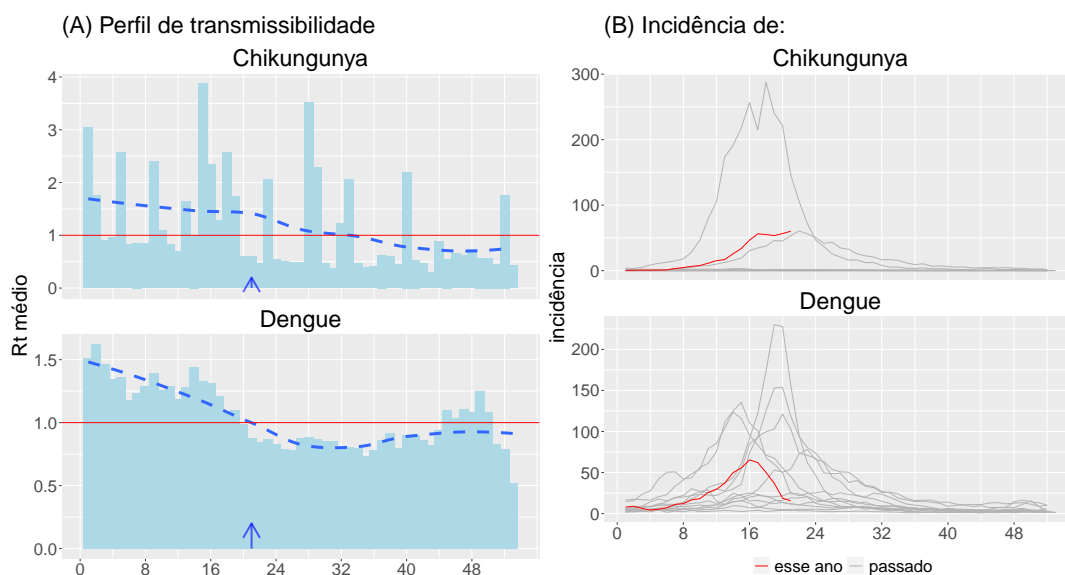 (A) Perfil de transmissibilidade
Chikungunya
4
3
2
1
0
Dengue
1.5
1.0
0.5
0.0
0 8 16 24 32 40 48
Rt médio
(B) Incidência de:
Chikungunya
300
200
100
0
Dengue
225
200
150
100
50
0
0 8 16 24 32 40 48
incidência
esse ano passado